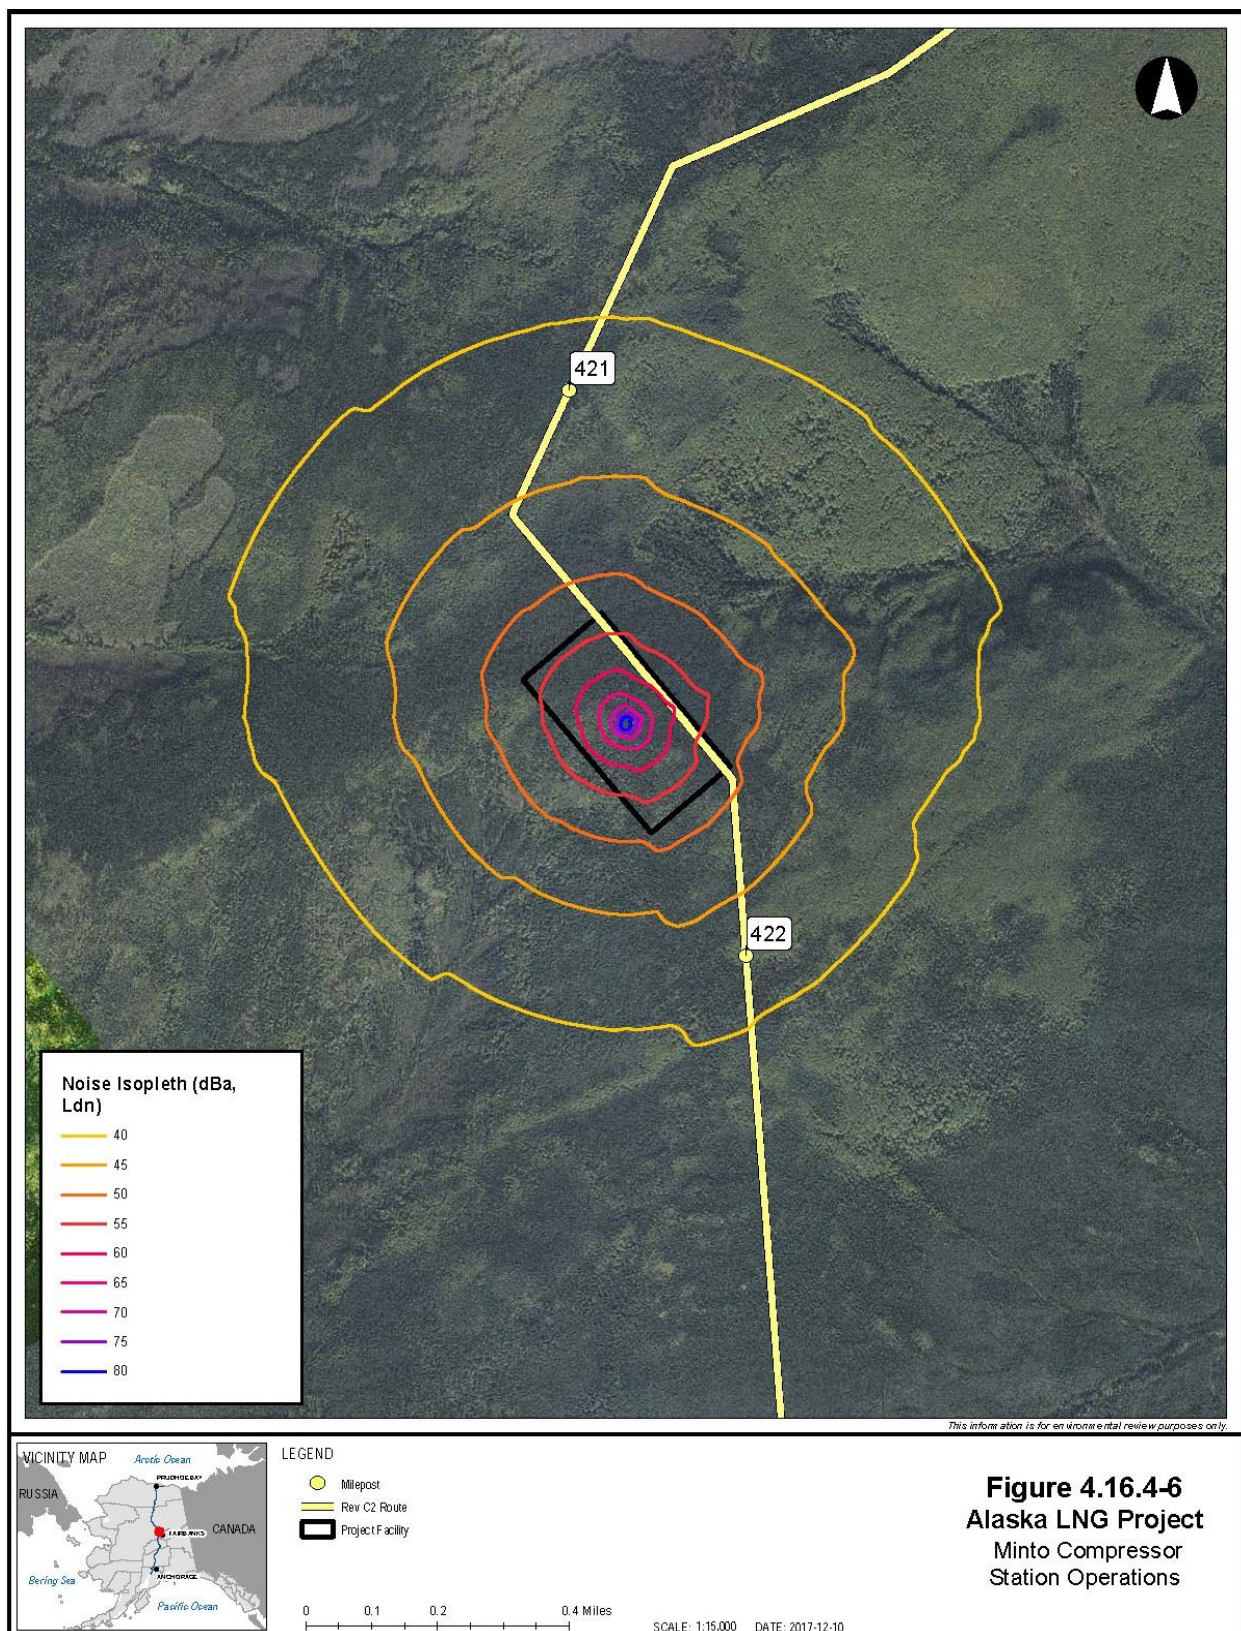 421
422
Noise Isopleth (dBa,
Ldn)
40
45
50
55
60
65
70
75
80
This information is for environmental review purposes only.
VICINITY MAP
Arctic Ocean
PRUDHOE BAY
RUSSIA
FAIRBANKS
CANADA
ANCHORAGE
Bering Sea
Pacific Ocean
LEGEND
Milepost
Rev C2 Route
Project Facility
0 0.1 0.2 0.4 Miles
SCALE: 1:15,000 DATE: 2017-12-10
Figure 4.16.4-6
Alaska LNG Project
Minto Compressor
Station Operations